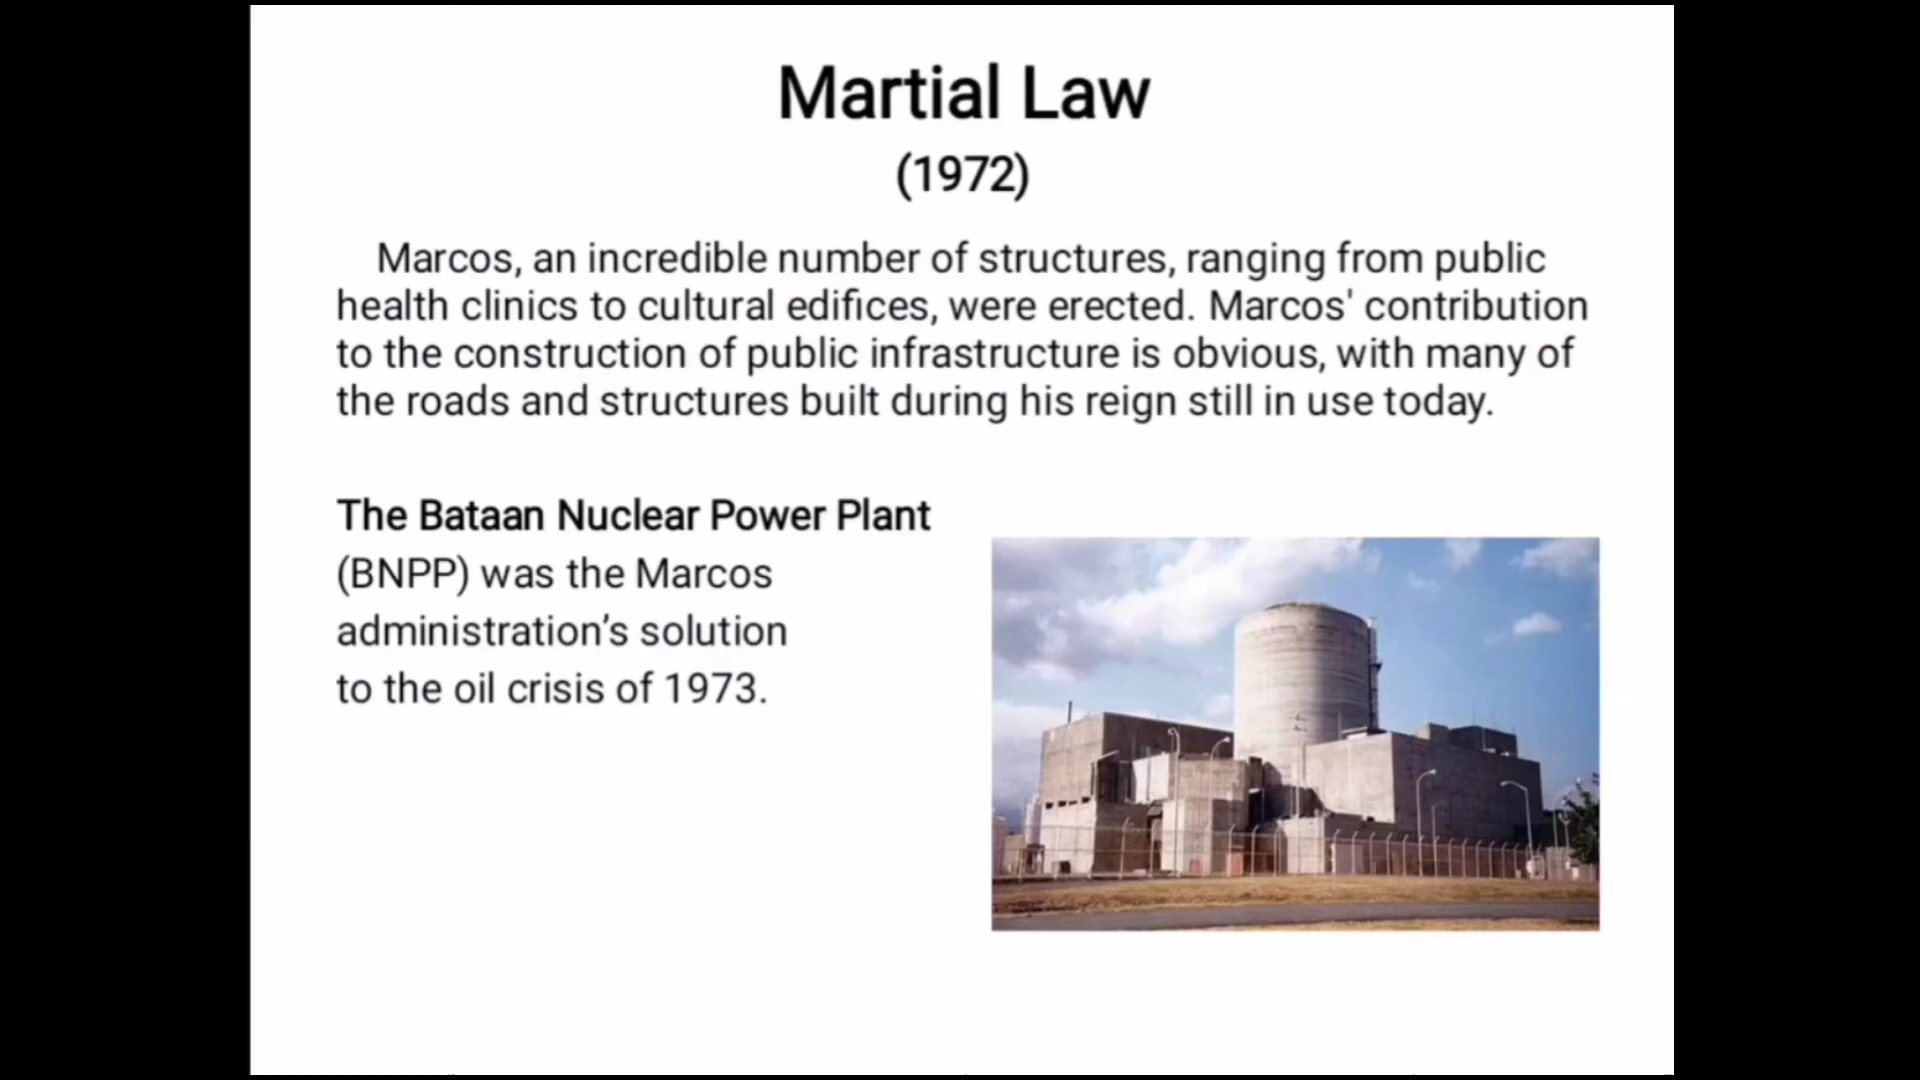 Martial Law
(1972)
Marcos, an incredible number of structures, ranging from public
health clinics to cultural edifices, were erected. Marcos' contribution
to the construction of public infrastructure is obvious, with many of
the roads and structures built during his reign still in use today.
The Bataan Nuclear Power Plant
(BNPP) was the Marcos
administration’s solution
to the oil crisis of 1973.